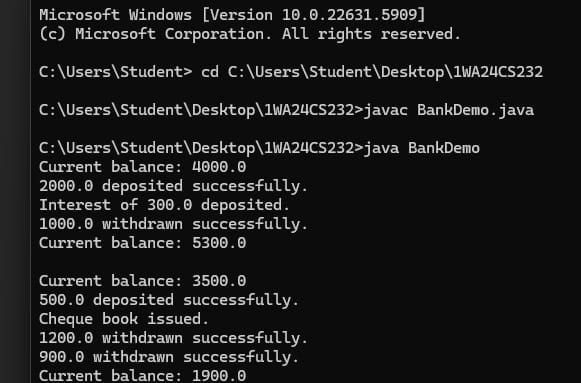 Microsoft Windows [Version 10.0.22631.5909]
(c) Microsoft Corporation. All rights reserved.
C:\Users\Student> cd C:\Users\Student\Desktop\1WA24CS232
C:\Users\Student\Desktop\1WA24CS232>javac BankDemo.java
C:\Users\Student\Desktop\1WA24CS232>java BankDemo
Current balance: 4000.0
2000.0 deposited successfully.
Interest of 300.0 deposited.
1000.0 withdrawn successfully.
Current balance: 5300.0
Current balance: 3500.0
500.0 deposited successfully.
Cheque book issued.
1200.0 withdrawn successfully.
900.0 withdrawn successfully.
Current balance: 1900.0